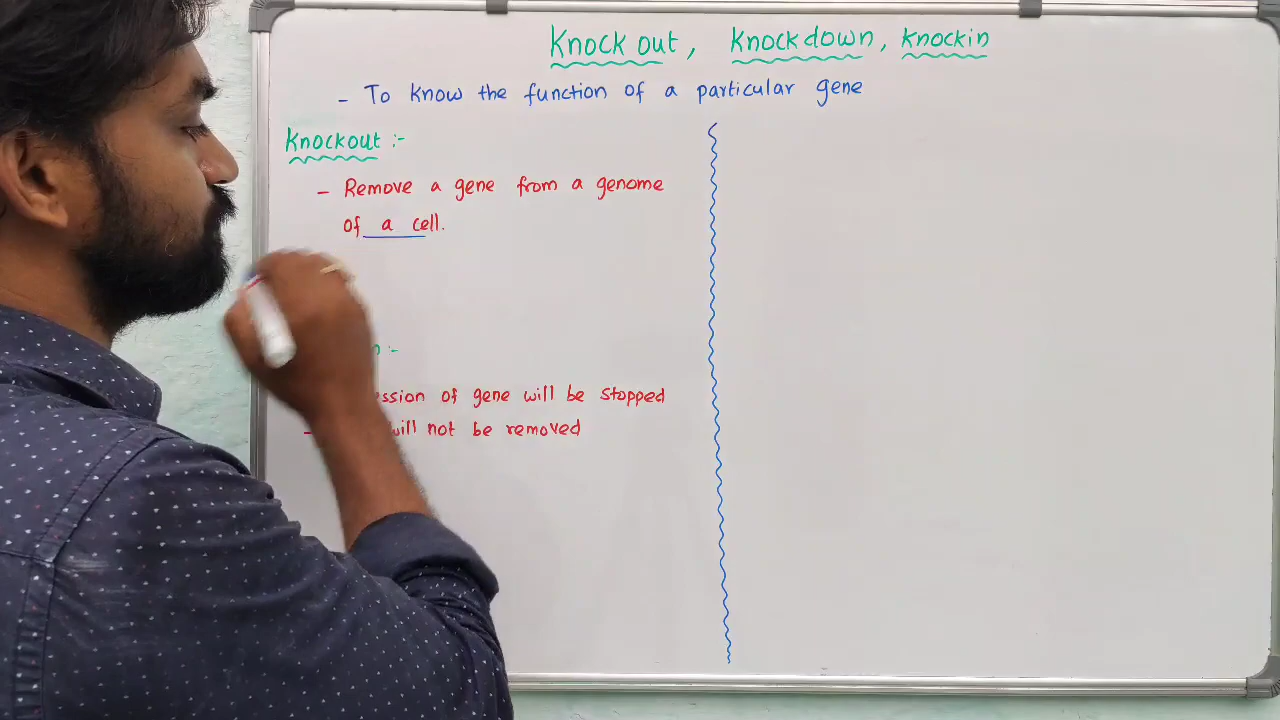 Knock out, Knockdown, knockin
- To know the function of a particular gene
Knockout :-
- Remove a gene from a genome
of a cell.
:-
of gene will be stopped
- will not be removed